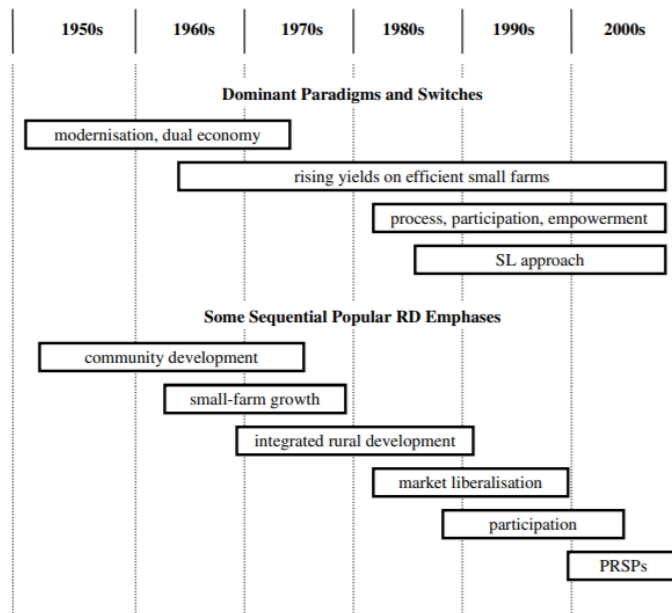 1950s 1960s 1970s 1980s 1990s 2000s
Dominant Paradigms and Switches
modernisation, dual economy
rising yields on efficient small farms
process, participation, empowerment
SL approach
Some Sequential Popular RD Emphases
community development
small-farm growth
integrated rural development
market liberalisation
participation
PRSPs